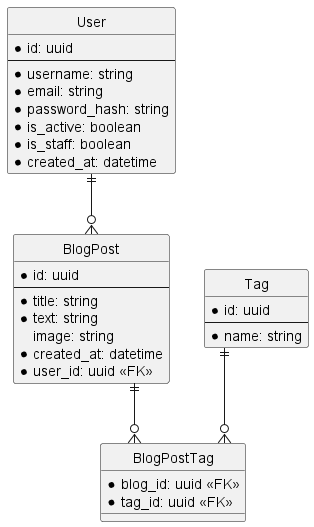 User
id: uuid
username: string
email: string
password_hash: string
is_active: boolean
is_staff: boolean
created_at: datetime
BlogPost
id: uuid
title: string
text: string
image: string
created_at: datetime
user_id: uuid «FK»
Tag
id: uuid
name: string
BlogPostTag
blog_id: uuid «FK»
tag_id: uuid «FK»